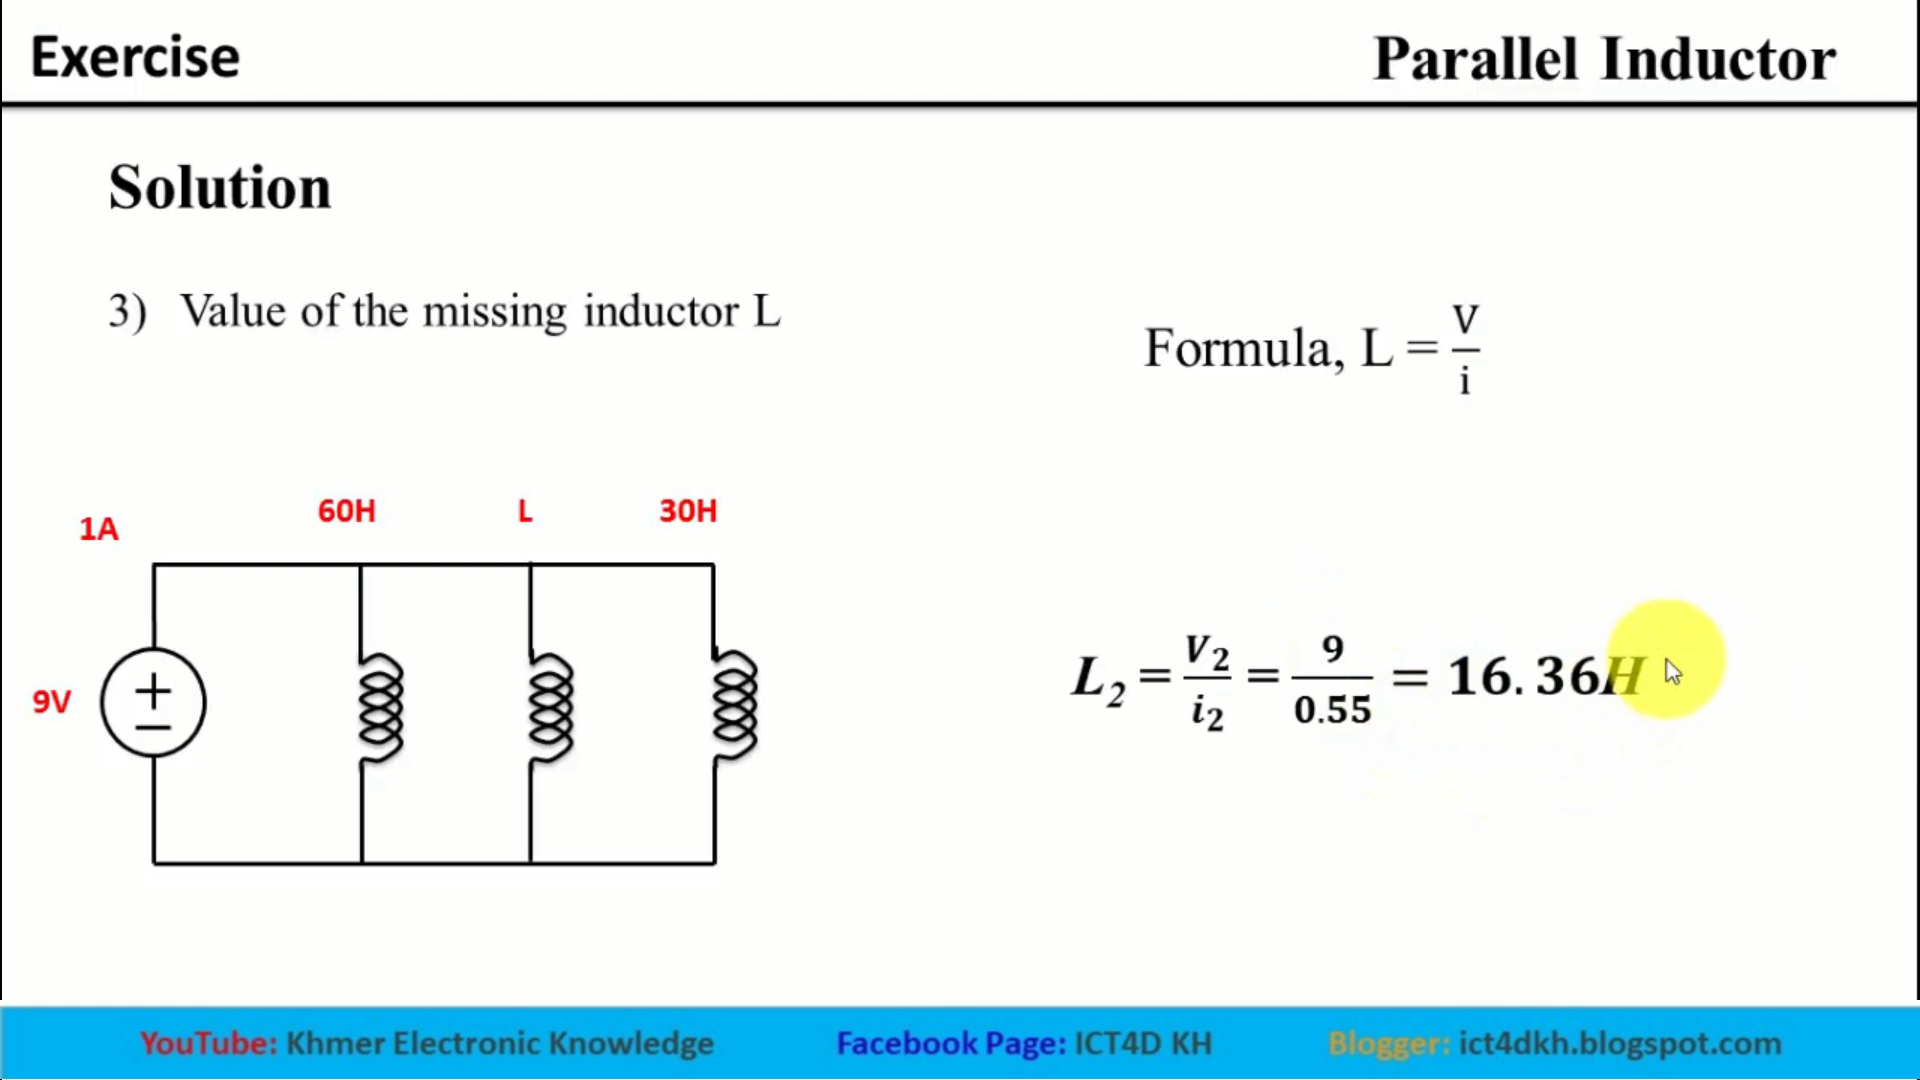 Exercise
Parallel Inductor
Solution
3) Value of the missing inductor L
Formula, L = V/i
1A
60H
L
30H
9V
+
−
L₂ = V₂/i₂ = 9/0.55 = 16.36H
YouTube: Khmer Electronic Knowledge
Facebook Page: ICT4D KH
Blogger: ict4dkh.blogspot.com